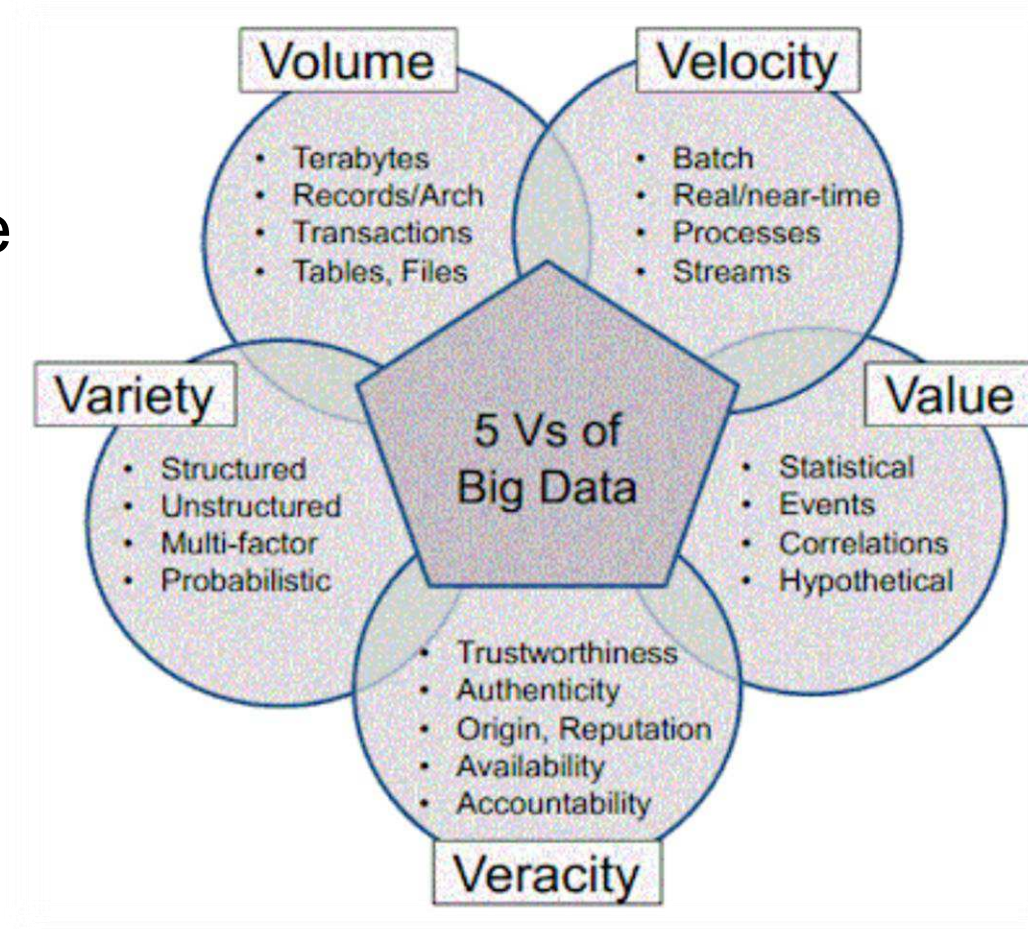 Volume
• Terabytes
• Records/Arch
• Transactions
• Tables, Files
Velocity
• Batch
• Real/near-time
• Processes
• Streams
e
Variety
• Structured
• Unstructured
• Multi-factor
• Probabilistic
5 Vs of
Big Data
Value
• Statistical
• Events
• Correlations
• Hypothetical
• Trustworthiness
• Authenticity
• Origin, Reputation
• Availability
• Accountability
Veracity